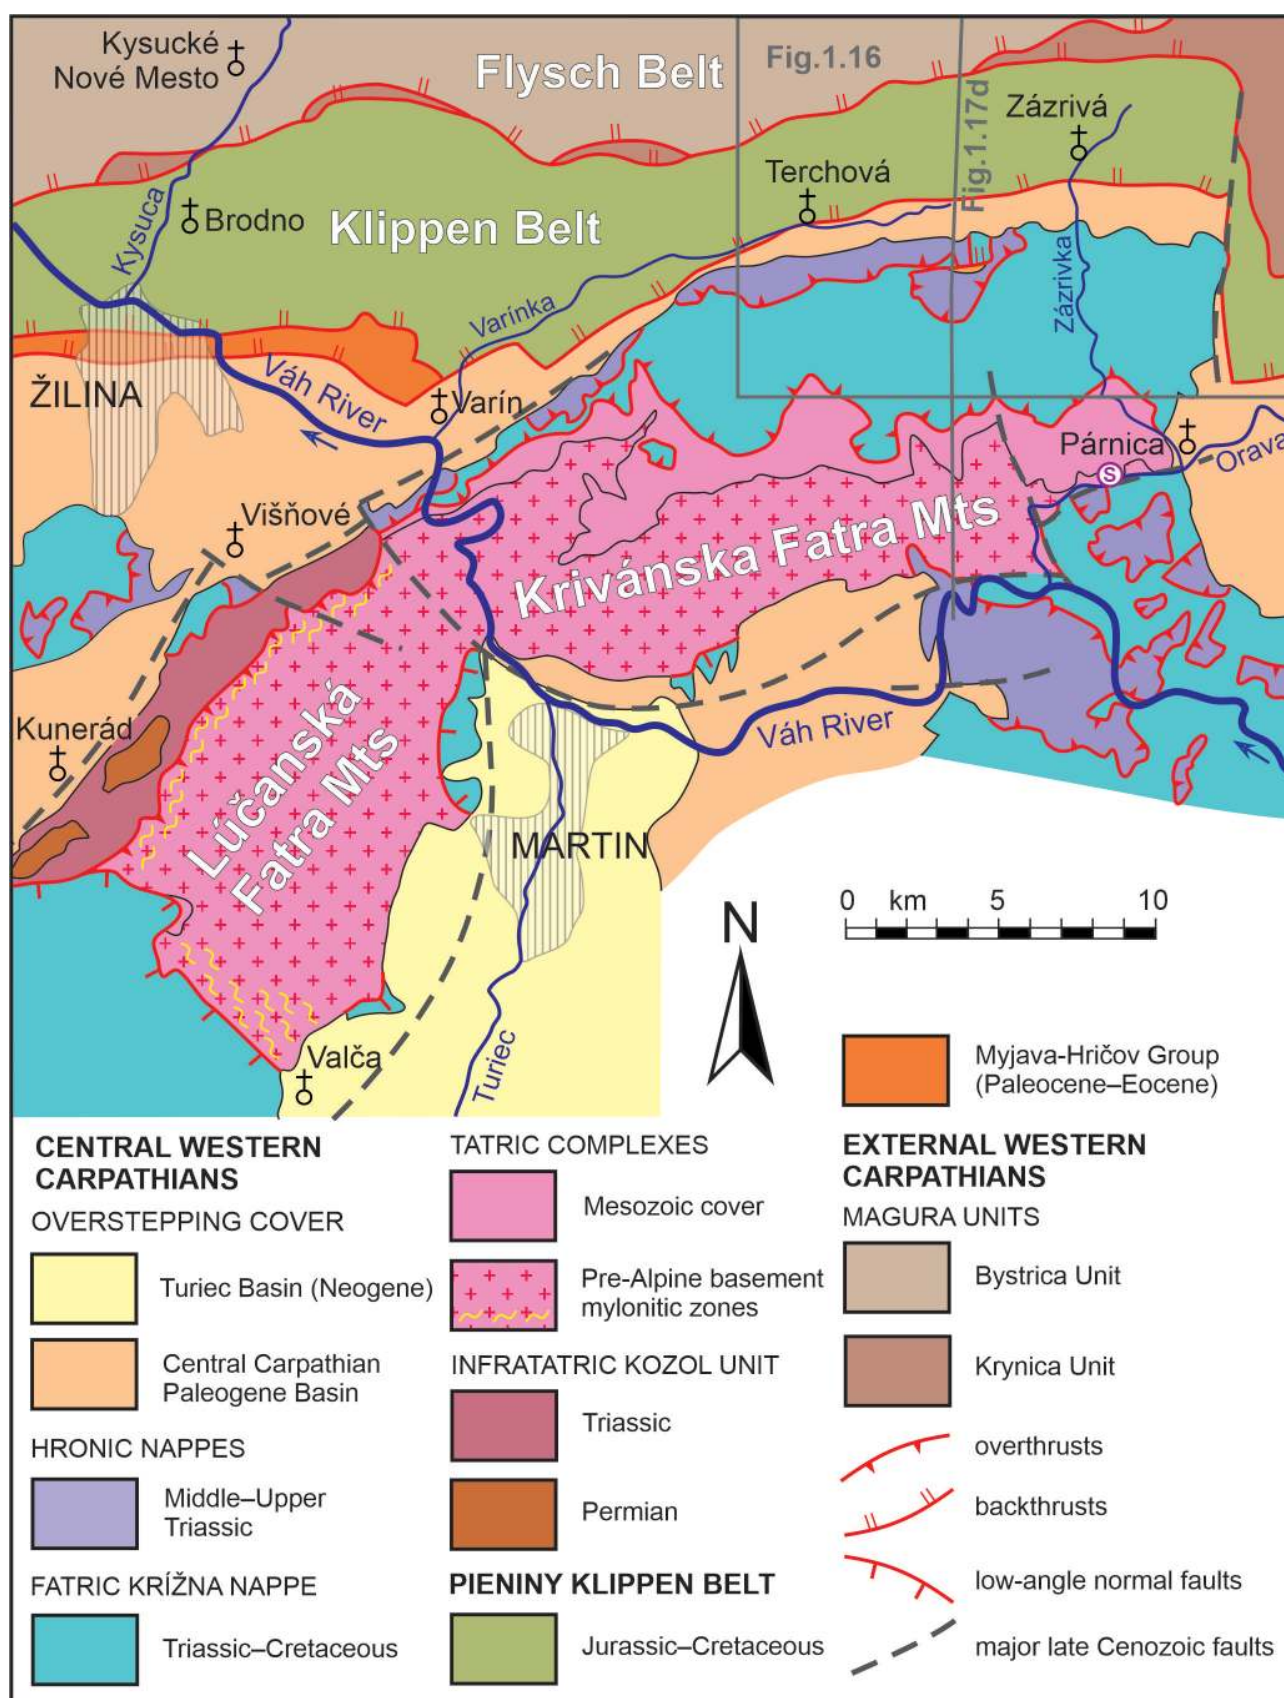 Kysucké
Nové Mesto
Flysch Belt
Fig.1.16
Fig.1.17d
Zázrivá
Terchová
Kysuca
Brodno
Klippen Belt
Varínka
Zázrivka
ŽILINA
Váh River
Varín
Párnica
S
Orava
Višňové
Krivánska Fatra Mts
Kunerád
Lúčanská
Fatra Mts
Váh River
MARTIN
0 km 5 10
N
Turiec
Valča
Myjava-Hričov Group
(Paleocene–Eocene)
CENTRAL WESTERN
CARPATHIANS
OVERSTEPPING COVER
Turiec Basin (Neogene)
Central Carpathian
Paleogene Basin
HRONIC NAPPES
Middle–Upper
Triassic
FATRIC KRÍŽNA NAPPE
Triassic–Cretaceous
TATRIC COMPLEXES
Mesozoic cover
Pre-Alpine basement
mylonitic zones
INFRATATRIC KOZOL UNIT
Triassic
Permian
PIENINY KLIPPEN BELT
Jurassic–Cretaceous
EXTERNAL WESTERN
CARPATHIANS
MAGURA UNITS
Bystrica Unit
Krynica Unit
overthrusts
backthrusts
low-angle normal faults
major late Cenozoic faults